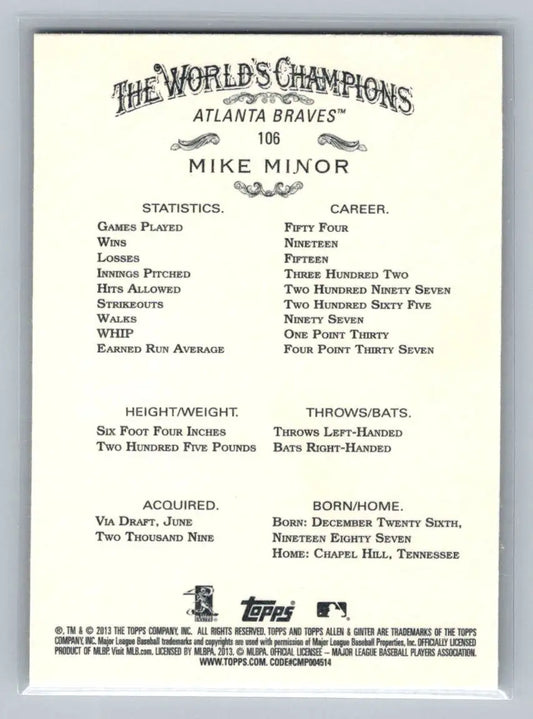 THE WORLD'S CHAMPIONS
ATLANTA BRAVES™
106
MIKE MINOR
STATISTICS. CAREER.
GAMES PLAYED FIFTY FOUR
WINS NINETEEN
LOSSES FIFTEEN
INNINGS PITCHED THREE HUNDRED TWO
HITS ALLOWED TWO HUNDRED NINETY SEVEN
STRIKEOUTS TWO HUNDRED SIXTY FIVE
WALKS NINETY SEVEN
WHIP ONE POINT THIRTY
EARNED RUN AVERAGE FOUR POINT THIRTY SEVEN
HEIGHT/WEIGHT. THROWS/BATS.
SIX FOOT FOUR INCHES THROWS LEFT-HANDED
TWO HUNDRED FIVE POUNDS BATS RIGHT-HANDED
ACQUIRED. BORN/HOME.
VIA DRAFT, JUNE BORN: DECEMBER TWENTY SIXTH,
TWO THOUSAND NINE NINETEEN EIGHTY SEVEN
HOME: CHAPEL HILL, TENNESSEE
topps
®, TM & © 2013 THE TOPPS COMPANY, INC. ALL RIGHTS RESERVED. TOPPS AND TOPPS ALLEN & GINTER ARE TRADEMARKS OF THE TOPPS
COMPANY, INC. Major League Baseball trademarks and copyrights are used with permission of Major League Baseball Properties, Inc. OFFICIALLY LICENSED
PRODUCT OF MLBP. Visit MLB.com. LICENSED BY MLBPA, 2013. © MLBPA. OFFICIAL LICENSEE – MAJOR LEAGUE BASEBALL PLAYERS ASSOCIATION.
WWW.TOPPS.COM. CODE#CMP004514